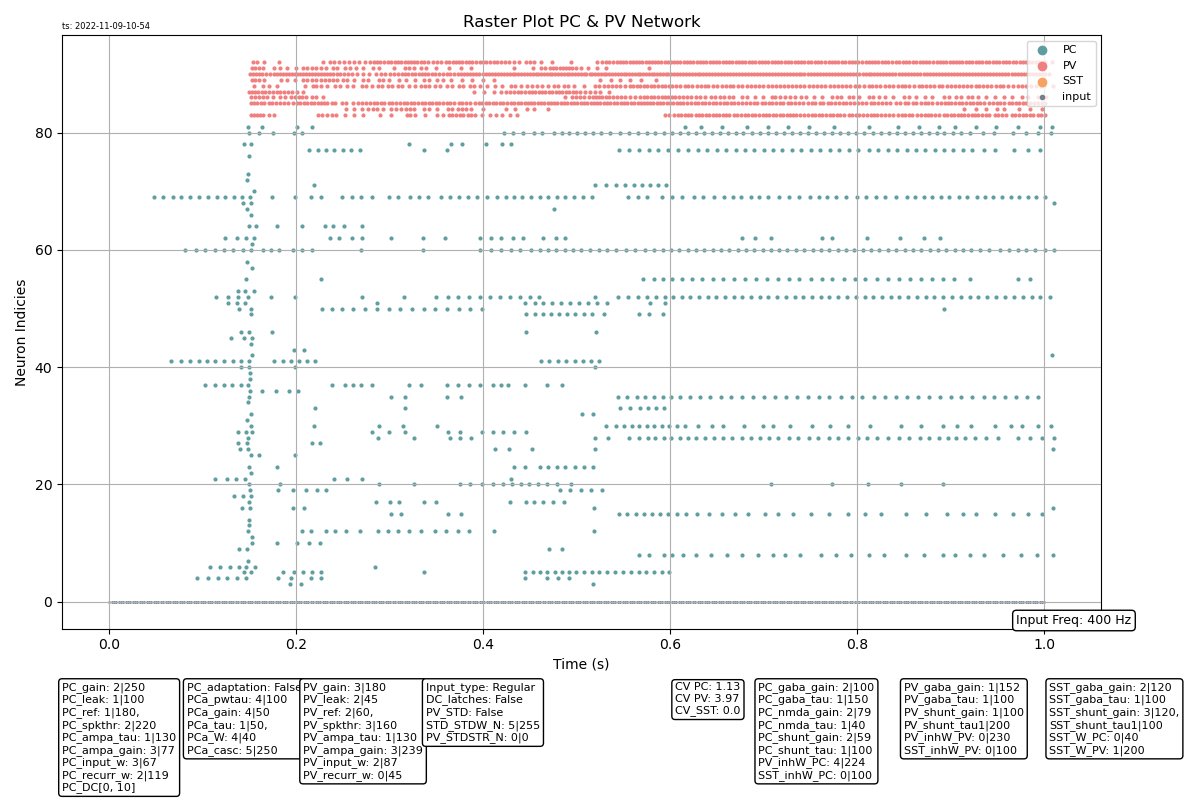 ts: 2022-11-09-10-54
Raster Plot PC & PV Network
PC
PV
SST
input
Neuron Indicies
80
60
40
20
0
0.0 0.2 0.4 0.6 0.8 1.0
Input Freq: 400 Hz
Time (s)
PC_gain: 2|250
PC_leak: 1|100
PC_ref: 1|180,
PC_spkhr: 2|220
PC_ampa_tau: 1|130
PC_ampa_gain: 3|77
PC_input_w: 3|67
PC_recurr_w: 2|119
PC_DC[0, 10]
PC_adaptation: False
PCa_pwtau: 4|100
PCa_gain: 4|50
PCa_tau: 1|50,
PCa_W: 4|40
PCa_casc: 5|250
PV_gain: 3|180
PV_leak: 2|45
PV_ref: 2|60,
PV_spkhr: 3|160
PV_ampa_tau: 1|130
PV_ampa_gain: 3|239
PV_input_w: 2|87
PV_recurr_w: 0|45
Input_type: Regular
DC_latches: False
PV_STD: False
STD_STDW_N: 5|255
PV_STDSTR_N: 0|0
CV PC: 1.13
CV PV: 3.97
CV_SST: 0.0
PC_gaba_gain: 2|100
PC_gaba_tau: 1|150
PC_nmda_gain: 2|79
PC_nmda_tau: 1|40
PC_shunt_gain: 2|59
PC_shunt_tau: 1|100
PV_inhW_PC: 4|224
SST_inhW_PC: 0|100
PV_gaba_gain: 1|152
PV_gaba_tau: 1|100
PV_shunt_gain: 1|100
PV_shunt_tau1|200
PV_inhW_PV: 0|230
SST_inhW_PV: 0|100
SST_gaba_gain: 2|120
SST_gaba_tau: 1|100
SST_shunt_gain: 3|120,
SST_shunt_tau1|100
SST_W_PC: 0|40
SST_W_PV: 1|200